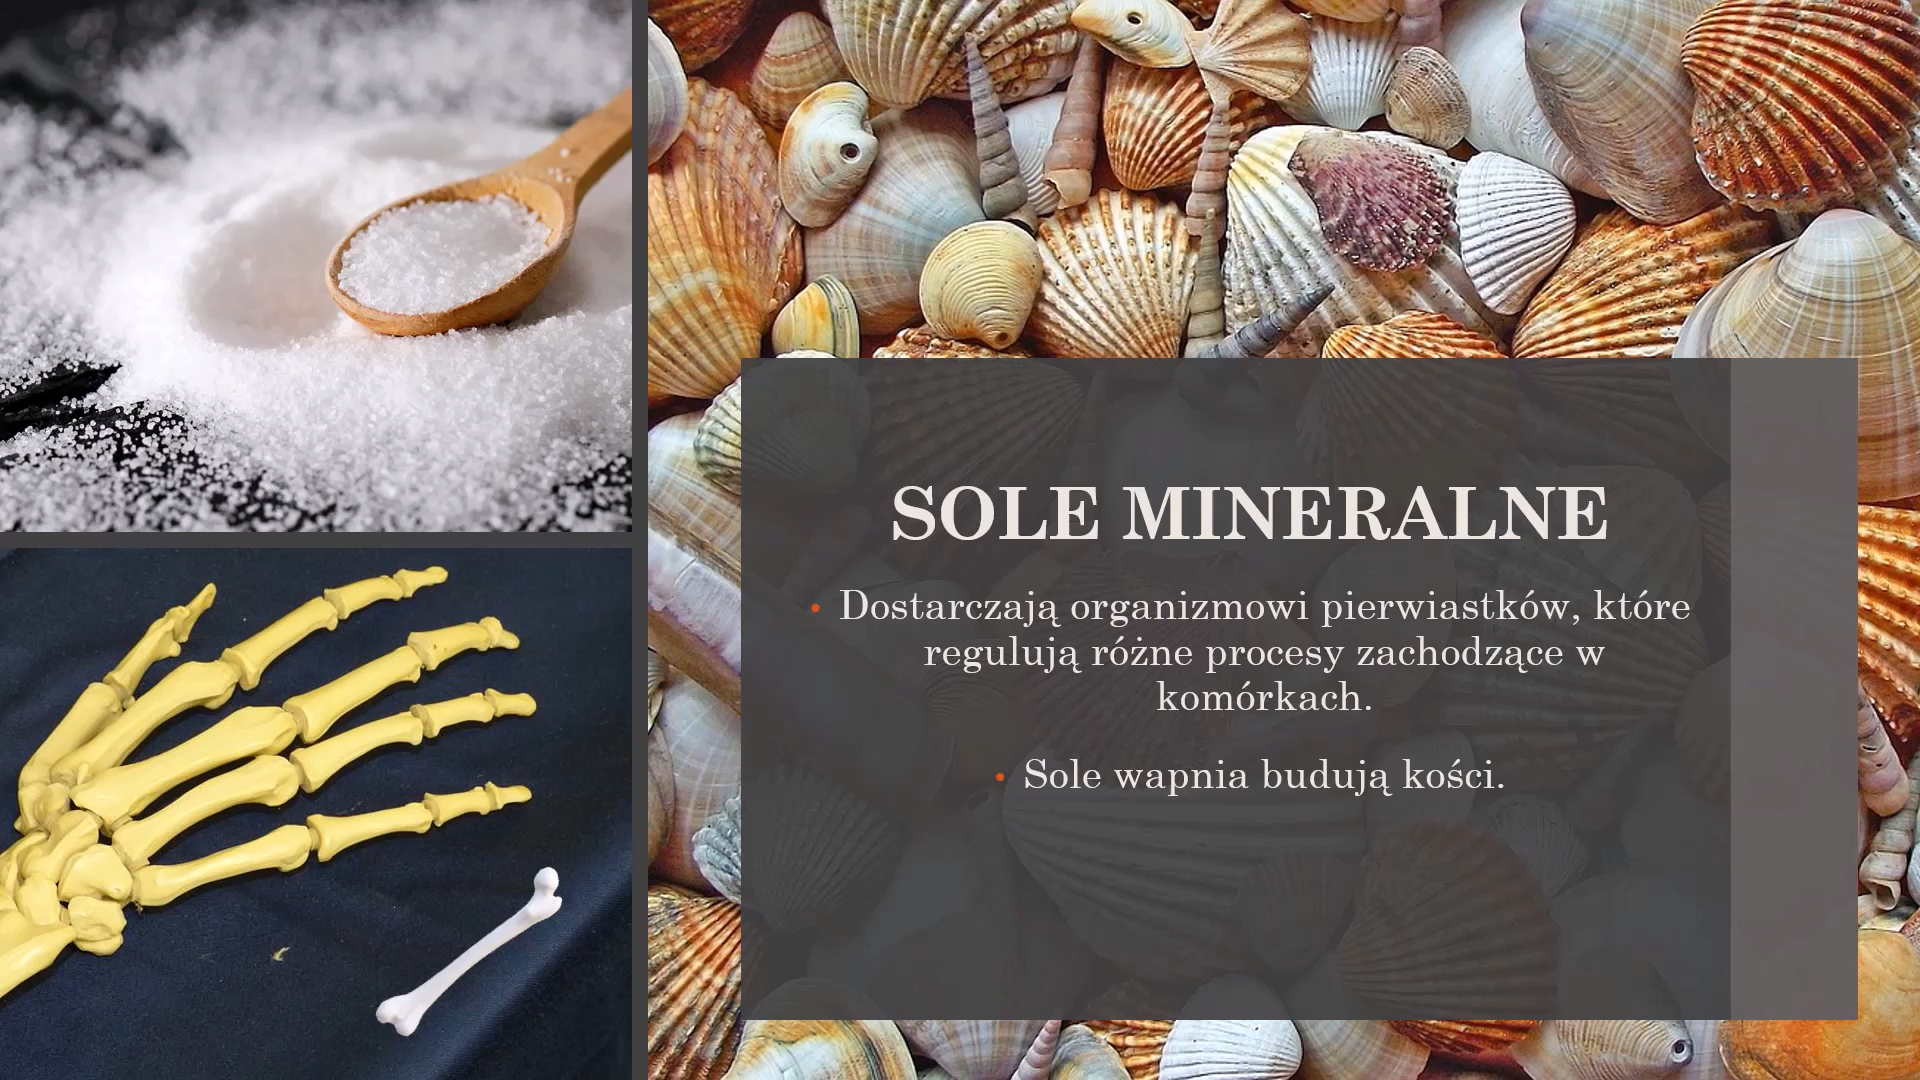 SOLE MINERALNE
• Dostarczają organizmowi pierwiastków, które
regulują różne procesy zachodzące w
komórkach.
• Sole wapnia budują kości.